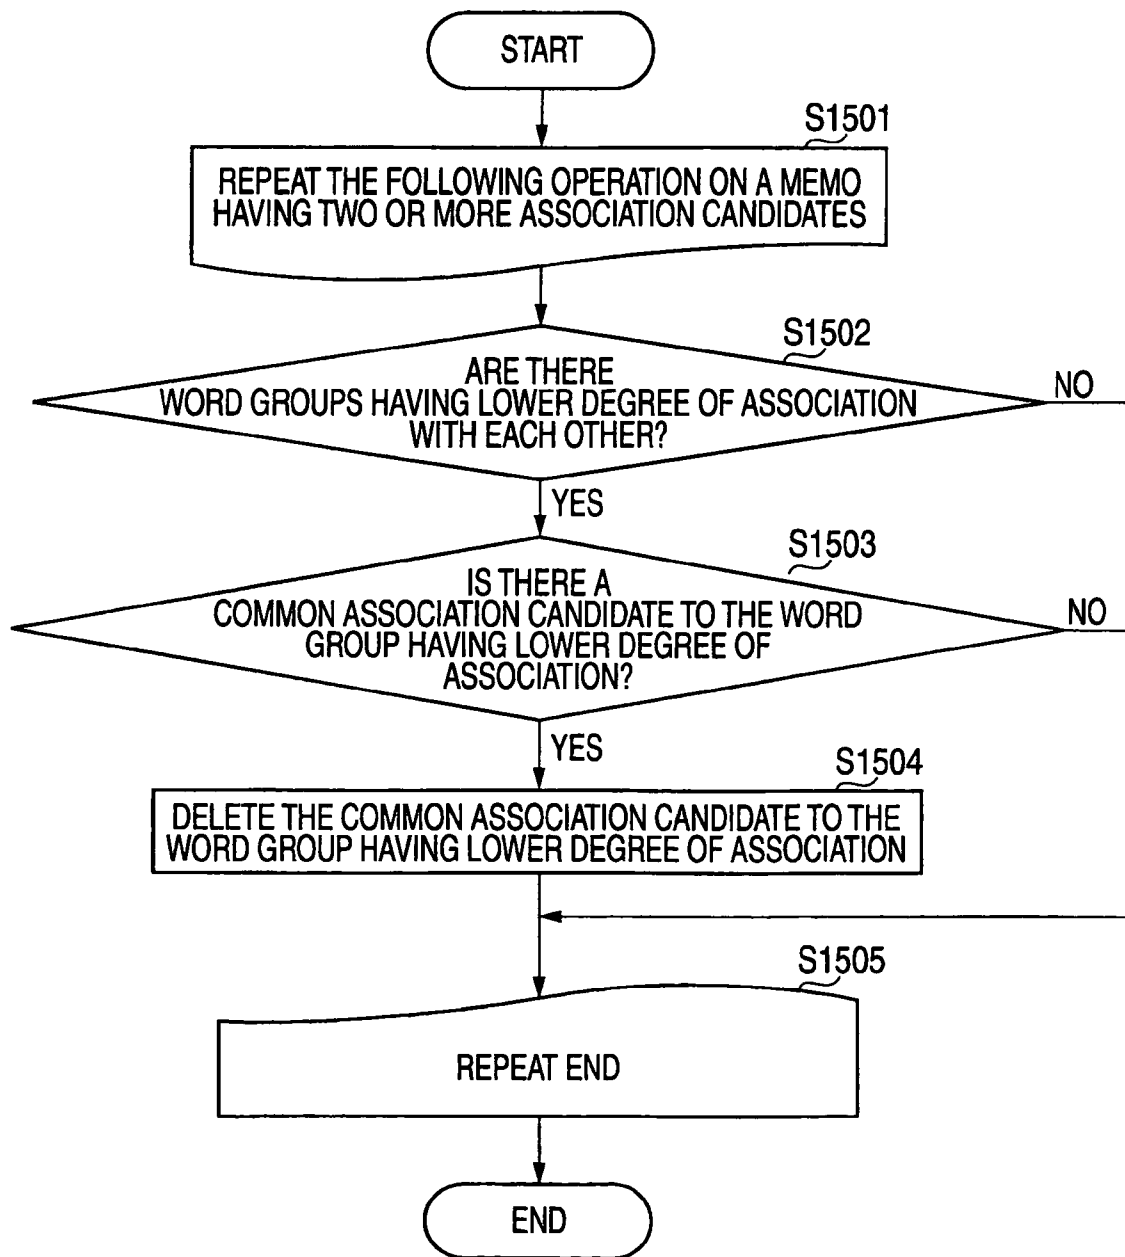 START
S1501
REPEAT THE FOLLOWING OPERATION ON A MEMO
HAVING TWO OR MORE ASSOCIATION CANDIDATES
S1502
ARE THERE
WORD GROUPS HAVING LOWER DEGREE OF ASSOCIATION
WITH EACH OTHER?
NO
YES
S1503
IS THERE A
COMMON ASSOCIATION CANDIDATE TO THE WORD
GROUP HAVING LOWER DEGREE OF
ASSOCIATION?
NO
YES
S1504
DELETE THE COMMON ASSOCIATION CANDIDATE TO THE
WORD GROUP HAVING LOWER DEGREE OF ASSOCIATION
S1505
REPEAT END
END